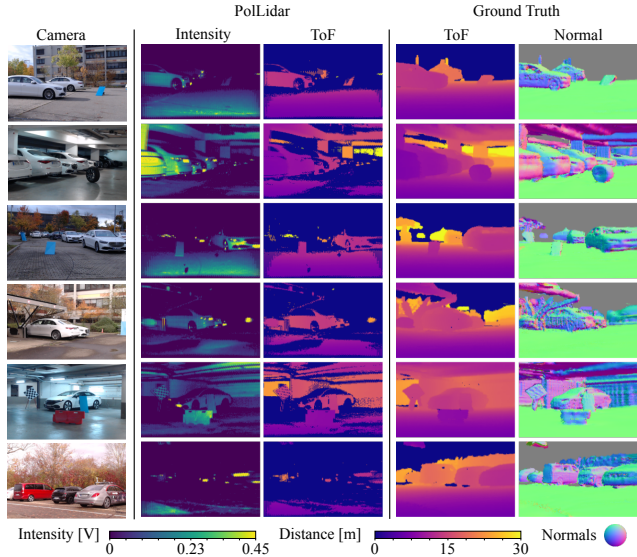 PolLidar Ground Truth
Camera Intensity ToF ToF Normal
Intensity [V] Distance [m] Normals
0 0.23 0.45 0 15 30